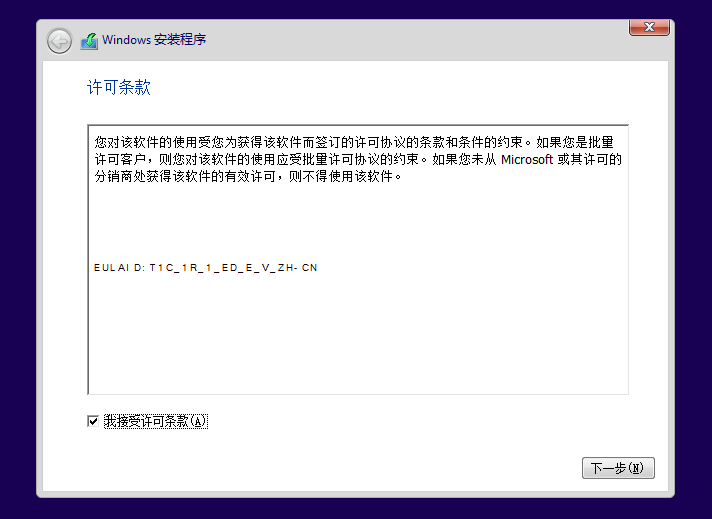 Windows 安装程序
许可条款
您对该软件的使用受您为获得该软件而签订的许可协议的条款和条件的约束。如果您是批量
许可客户，则您对该软件的使用应受批量许可协议的约束。如果您未从 Microsoft 或其许可的
分销商处获得该软件的有效许可，则不得使用该软件。
EULAID: T1C_1R_1_ED_E_V_ZH-CN
我接受许可条款(A)
下一步(N)